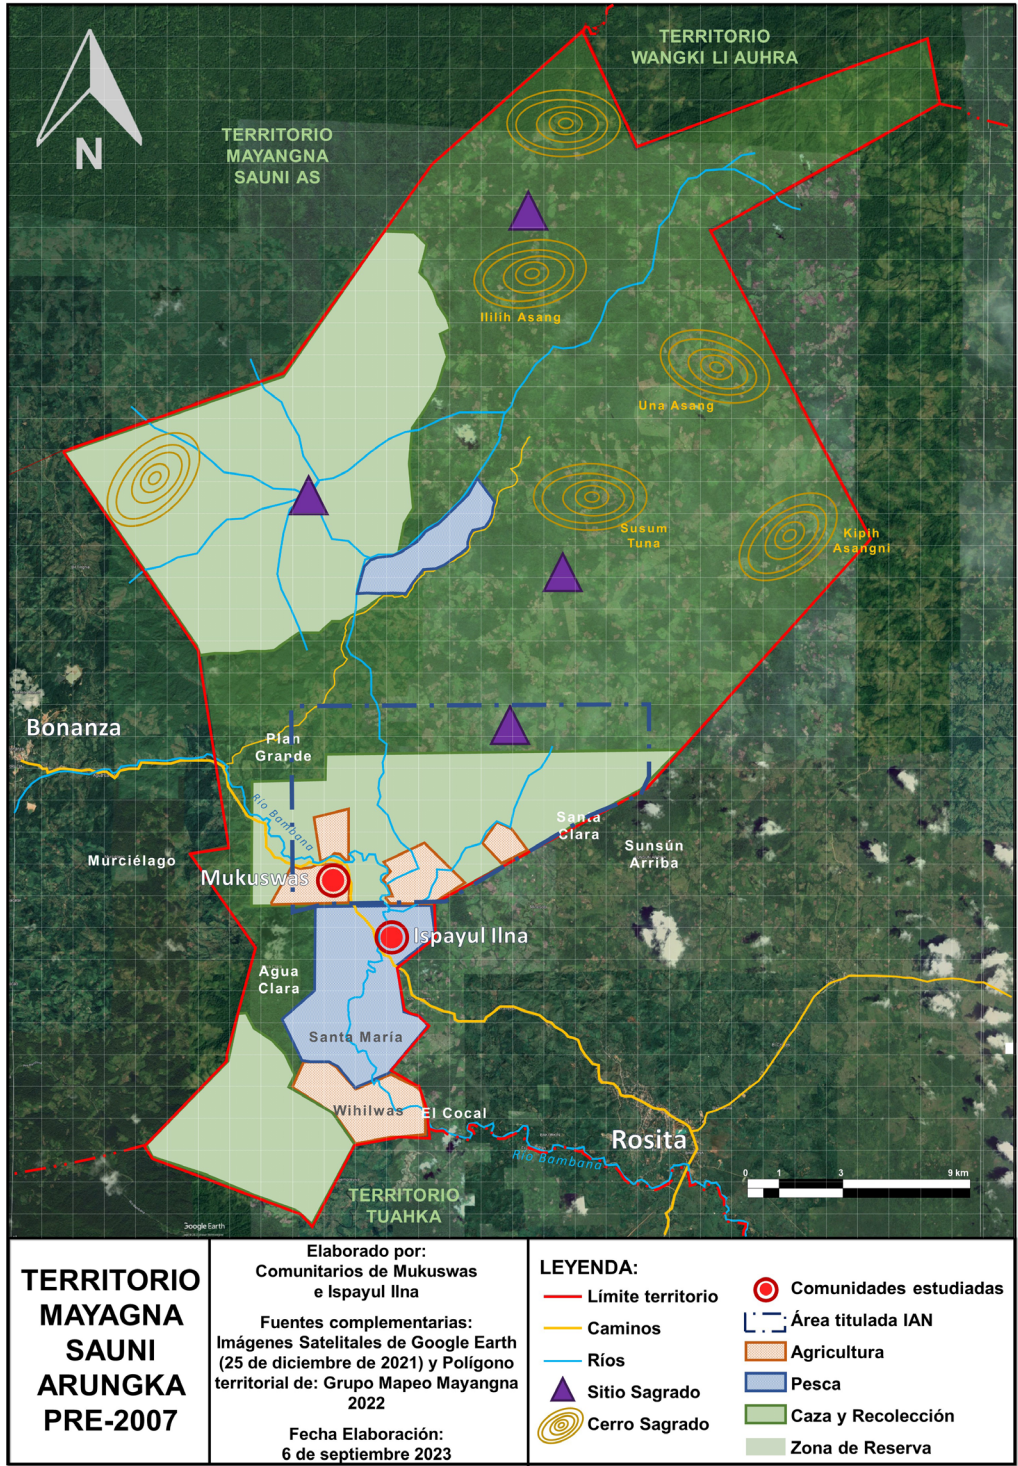 TERRITORIO
WANGKI LI AUHRA
TERRITORIO
MAYANGNA
SAUNI AS
N
Ililih Asang
Una Asang
Susum
Tuna
Kipih
Asangni
Bonanza
Plan
Grande
Río Bambana
Santa
Clara
Sunsún
Arriba
Murciélago
Mukuswas
Ispayul Ilna
Agua
Clara
Santa María
Wihilwas
El Cocal
Rosita
Río Bambana
0 1 3 9 km
TERRITORIO
TUAHKA
Google Earth
TERRITORIO
MAYAGNA
SAUNI
ARUNGKA
PRE-2007
Elaborado por:
Comunitarios de Mukuswas
e Ispayul Ilna
Fuentes complementarias:
Imágenes Satelitales de Google Earth
(25 de diciembre de 2021) y Polígono
territorial de: Grupo Mapeo Mayangna
2022
Fecha Elaboración:
6 de septiembre 2023
LEYENDA:
Límite territorio
Caminos
Ríos
Sitio Sagrado
Cerro Sagrado
Comunidades estudiadas
Área titulada IAN
Agricultura
Pesca
Caza y Recolección
Zona de Reserva